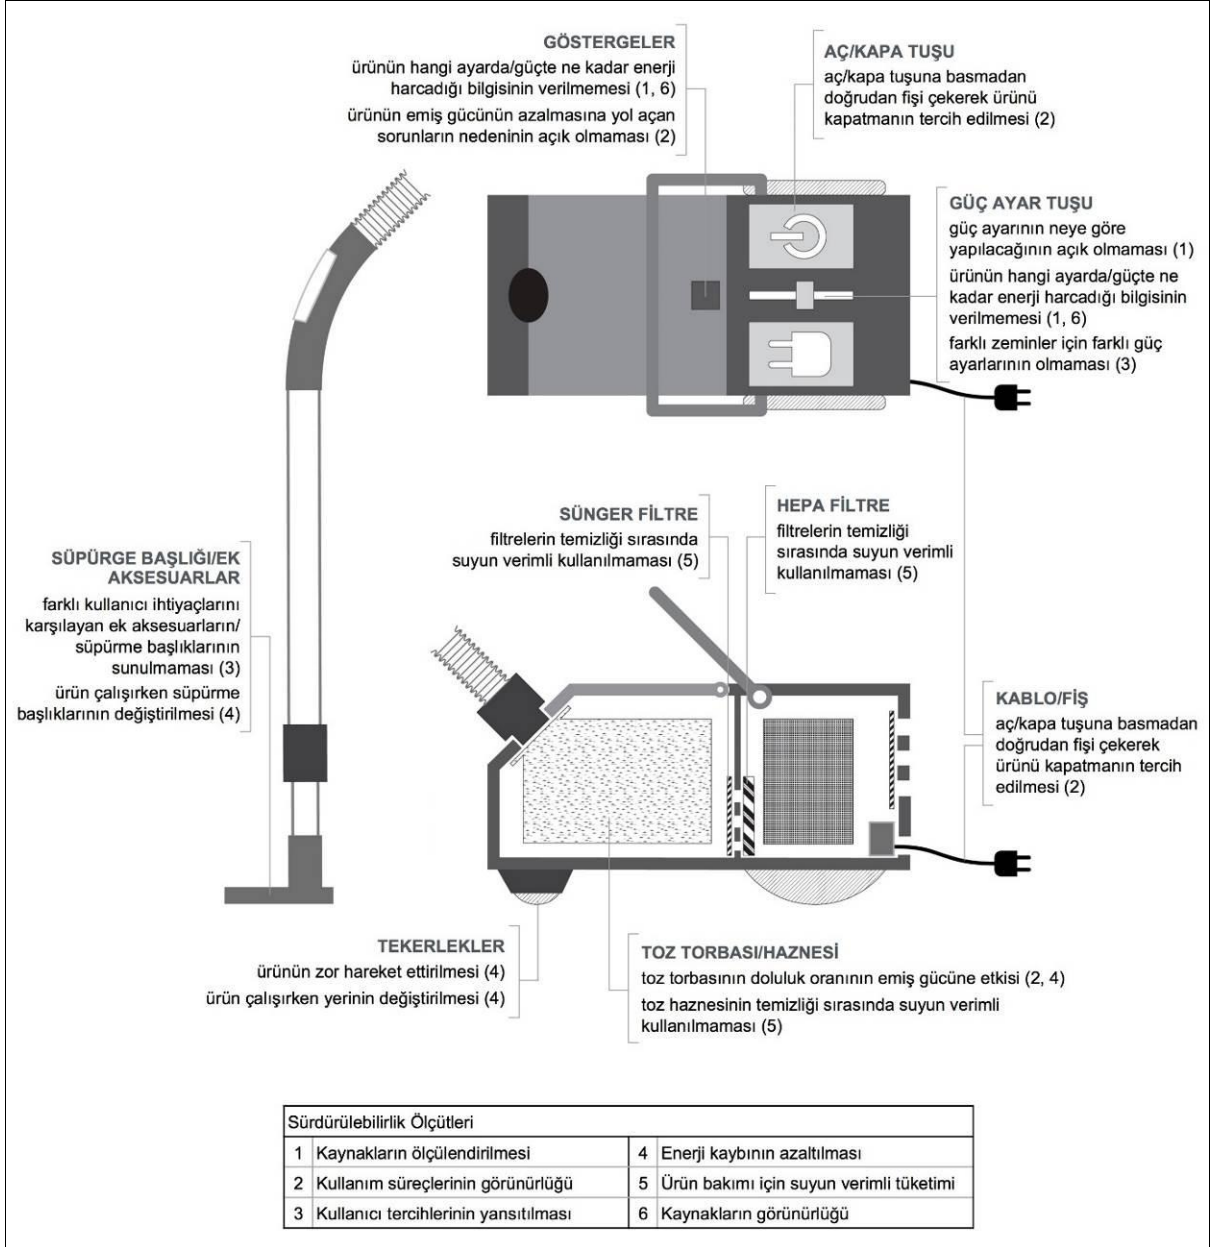 GÖSTERGELER
ürünün hangi ayarda/güçte ne kadar enerji
harcadığı bilgisinin verilmemesi (1, 6)
ürünün emiş gücünün azalmasına yol açan
sorunların nedeninin açık olmaması (2)
AÇ/KAPA TUŞU
aç/kapa tuşuna basmadan
doğrudan fişi çekerek ürünü
kapatmanın tercih edilmesi (2)
GÜÇ AYAR TUŞU
güç ayarının neye göre
yapılacağının açık olmaması (1)
ürünün hangi ayarda/güçte ne
kadar enerji harcadığı bilgisinin
verilmemesi (1, 6)
farklı zeminler için farklı güç
ayarlarının olmaması (3)
SÜNGER FİLTRE
filtrelerin temizliği sırasında
suyun verimli kullanılmaması (5)
HEPA FİLTRE
filtrelerin temizliği
sırasında suyun verimli
kullanılmaması (5)
SÜPÜRGE BAŞLIĞI/EK
AKSESUARLAR
farklı kullanıcı ihtiyaçlarını
karşılayan ek aksesuarların/
süpürme başlıklarının
sunulmaması (3)
ürün çalışırken süpürme
başlıklarının değiştirilmesi (4)
KABLO/FİŞ
aç/kapa tuşuna basmadan
doğrudan fişi çekerek
ürünü kapatmanın tercih
edilmesi (2)
TEKERLEKLER
ürünün zor hareket ettirilmesi (4)
ürün çalışırken yerinin değiştirilmesi (4)
TOZ TORBASI/HAZNESİ
toz torbasının doluluk oranının emiş gücüne etkisi (2, 4)
toz haznesinin temizliği sırasında suyun verimli
kullanılmaması (5)
Sürdürülebilirlik Ölçütleri
1 Kaynakların ölçülendirilmesi 4 Enerji kaybının azaltılması
2 Kullanım süreçlerinin görünürlüğü 5 Ürün bakımı için suyun verimli tüketimi
3 Kullanıcı tercihlerinin yansıtılması 6 Kaynakların görünürlüğü